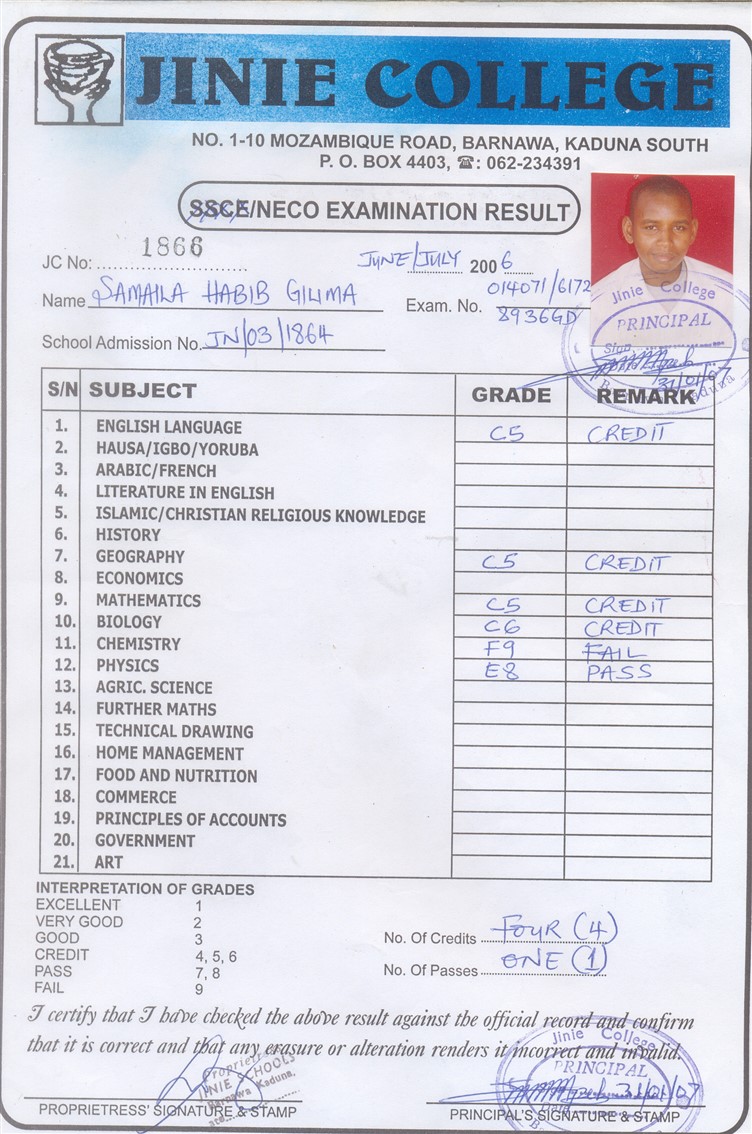 JINIE COLLEGE
NO. 1-10 MOZAMBIQUE ROAD, BARNAWA, KADUNA SOUTH
P. O. BOX 4403, ☎: 062-234391
SSCE/NECO EXAMINATION RESULT
JC No: 1866
JUNE/JULY 2006
Name SAMAILA HABIB GILIMA
Exam. No. 014071/6172
8936GD
School Admission No. JN/03/1864
Jinie College
PRINCIPAL
Sign
31/01/07
S/N SUBJECT GRADE REMARK
1. ENGLISH LANGUAGE C5 CREDIT
2. HAUSA/IGBO/YORUBA
3. ARABIC/FRENCH
4. LITERATURE IN ENGLISH
5. ISLAMIC/CHRISTIAN RELIGIOUS KNOWLEDGE
6. HISTORY
7. GEOGRAPHY C5 CREDIT
8. ECONOMICS
9. MATHEMATICS C5 CREDIT
10. BIOLOGY C6 CREDIT
11. CHEMISTRY F9 FAIL
12. PHYSICS E8 PASS
13. AGRIC. SCIENCE
14. FURTHER MATHS
15. TECHNICAL DRAWING
16. HOME MANAGEMENT
17. FOOD AND NUTRITION
18. COMMERCE
19. PRINCIPLES OF ACCOUNTS
20. GOVERNMENT
21. ART
INTERPRETATION OF GRADES
EXCELLENT 1
VERY GOOD 2
GOOD 3
CREDIT 4, 5, 6
PASS 7, 8
FAIL 9
No. Of Credits FOUR (4)
No. Of Passes ONE (1)
I certify that I have checked the above result against the official record and confirm
that it is correct and that any erasure or alteration renders it incorrect and invalid.
Proprietress
JINIE SCHOOLS
Barnawa Kaduna.
Jinie College
PRINCIPAL
31/01/07
PROPRIETRESS' SIGNATURE & STAMP
PRINCIPAL'S SIGNATURE & STAMP